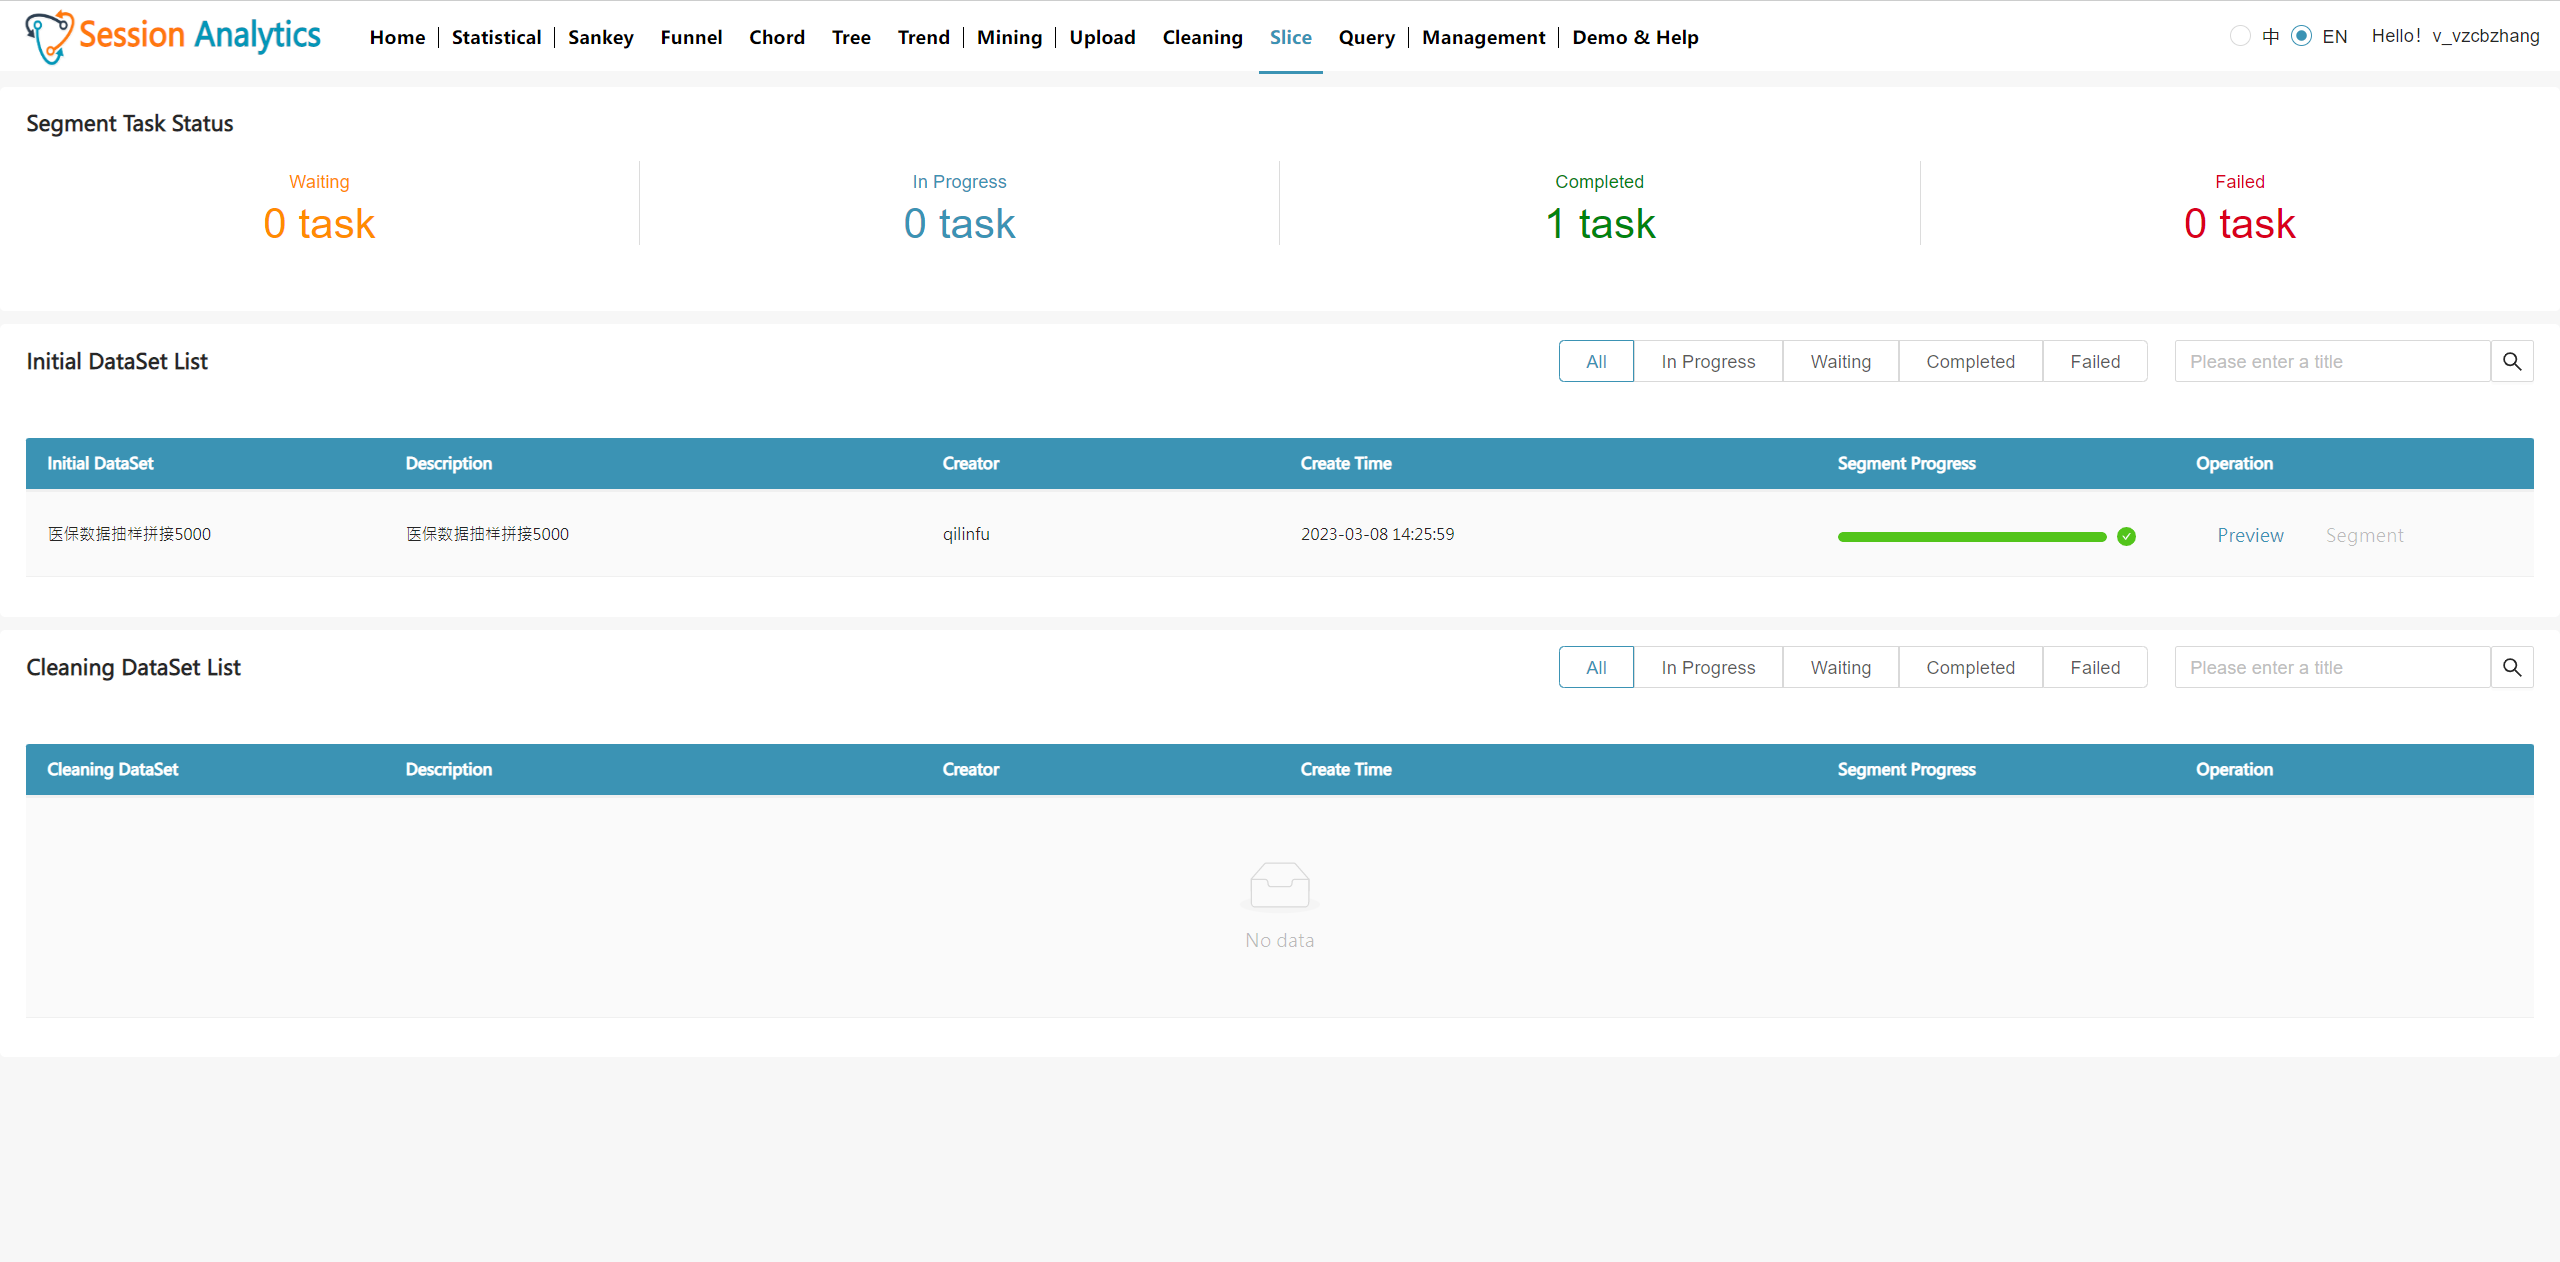 Session Analytics Home Statistical Sankey Funnel Chord Tree Trend Mining Upload Cleaning Slice Query Management Demo & Help 中 EN Hello! v_vzcbzhang
Segment Task Status
Waiting In Progress Completed Failed
0 task 0 task 1 task 0 task
Initial DataSet List All In Progress Waiting Completed Failed Please enter a title
Initial DataSet Description Creator Create Time Segment Progress Operation
医保数据抽样拼接5000 医保数据抽样拼接5000 qilinfu 2023-03-08 14:25:59 Preview Segment
Cleaning DataSet List All In Progress Waiting Completed Failed Please enter a title
Cleaning DataSet Description Creator Create Time Segment Progress Operation
No data